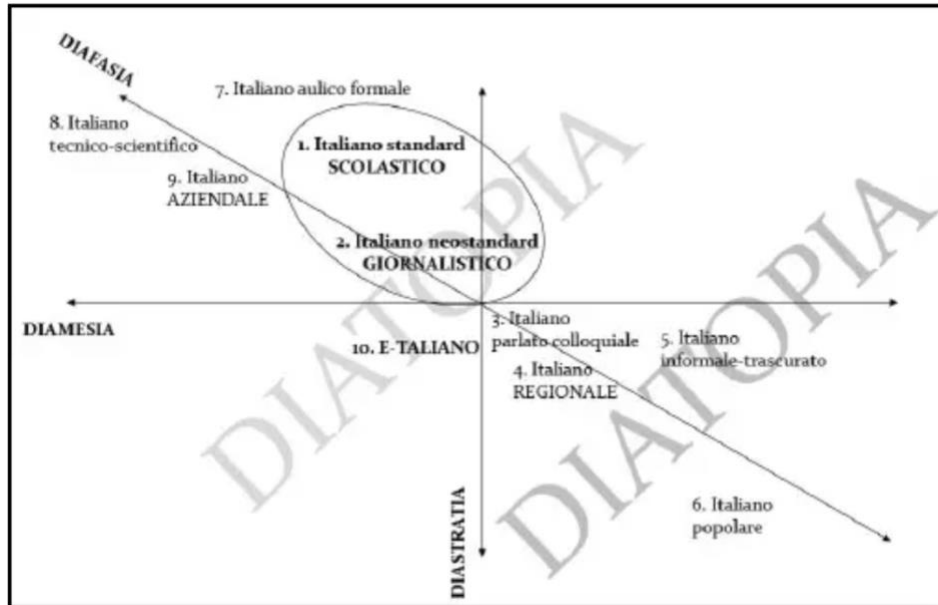 DIAFASIA
7. Italiano aulico formale
8. Italiano
tecnico-scientifico
1. Italiano standard
SCOLASTICO
9. Italiano
AZIENDALE
2. Italiano neostandard
GIORNALISTICO
DIAMESIA
3. Italiano
parlato colloquiale
10. E-TALIANO
5. Italiano
informale-trascurato
4. Italiano
REGIONALE
6. Italiano
popolare
DIASTRATIA
DIATOPIA
DIATOPIA